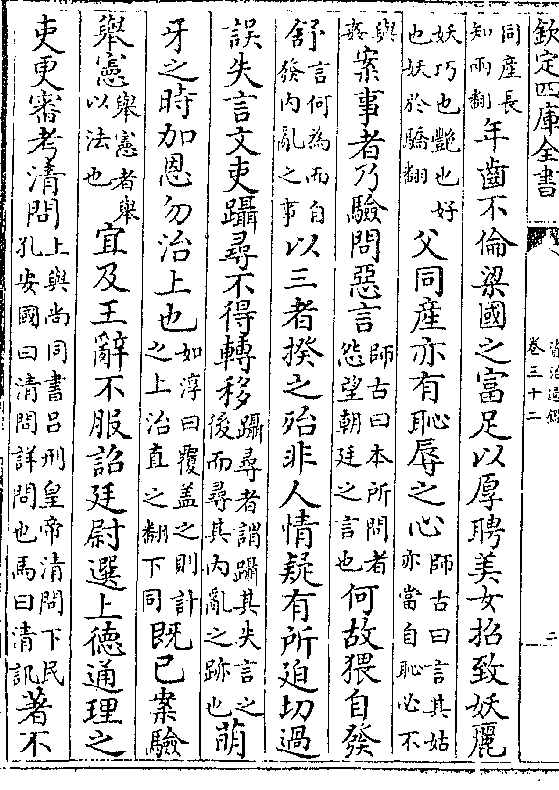 欽定四庫全書
資治通鑑
卷三十二
二
同產長知兩翻年齒不倫梁國之富足以厚聘美女招致妖麗
妖巧也艶也好也妖於驕翻父同產亦有恥辱之心師古曰言其姑亦當自恥必不
與姦案事者乃驗問惡言師古曰本所問者怨望朝廷之言也何故猥自發
舒言何為而自發內亂之事以三者揆之殆非人情疑有所迫切過
誤失言文吏躡尋不得轉移躡尋者謂躡其失言之後而尋其內亂之跡也萌
牙之時加恩勿治上也如淳曰覆盖之則計之上治直之翻下同既已案驗
舉憲舉憲者舉以法也宜及王辭不服詔廷尉選上德通理之
吏更審考清問上與尚同書吕刑皇帝清問下民孔安國曰清問詳問也馬曰清訊著不